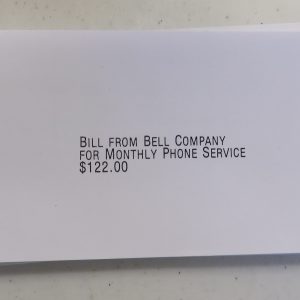 BILL FROM BELL COMPANY
FOR MONTHLY PHONE SERVICE
$122.00